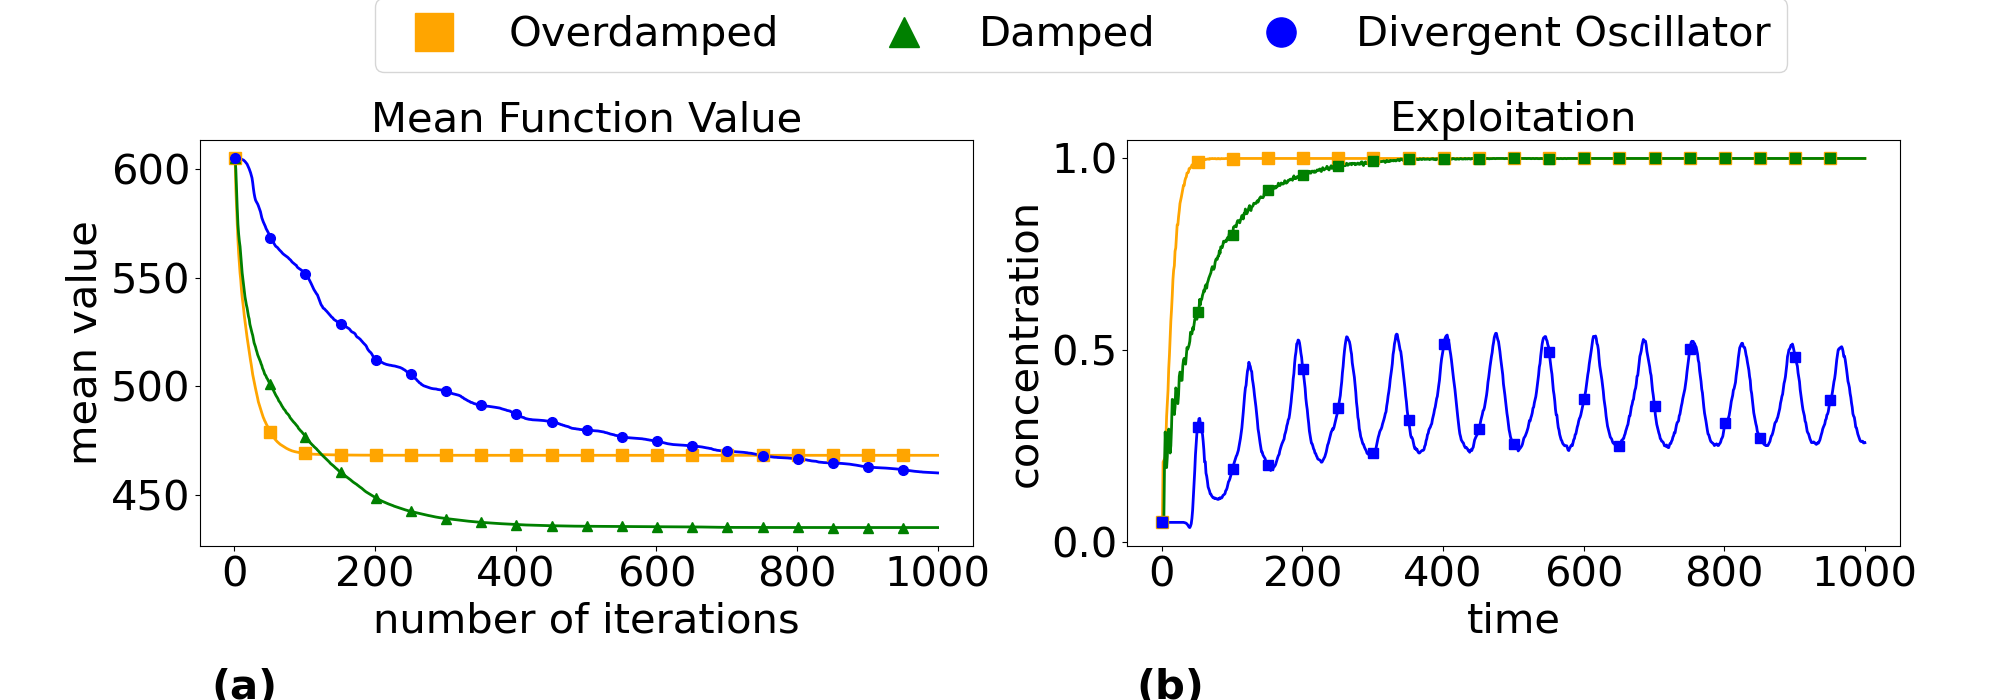 Overdamped Damped Divergent Oscillator
Mean Function Value
600
550
500
450
mean value
0 200 400 600 800 1000
number of iterations
(a)
Exploitation
1.0
0.5
0.0
concentration
0 200 400 600 800 1000
time
(b)